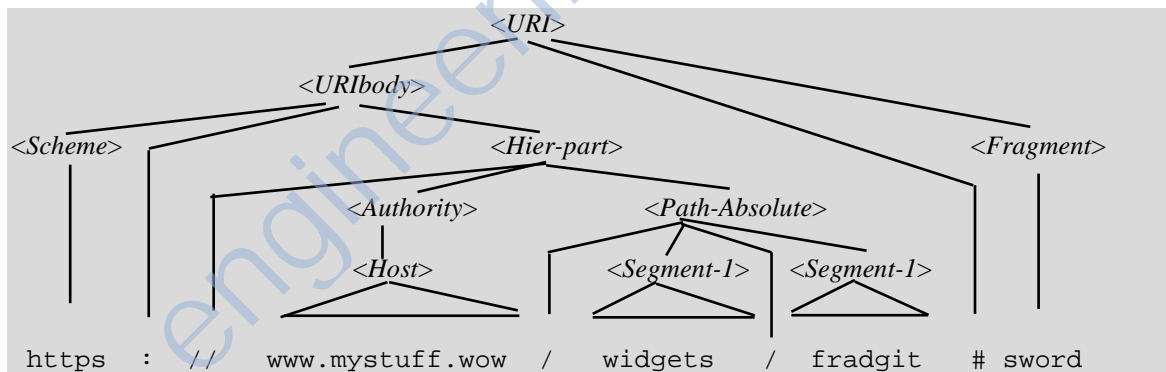 <URI>
<URIbody>
<Scheme> <Hier-part> <Fragment>
<Authority> <Path-Absolute>
<Host> <Segment-1> <Segment-1>
https : // www.mystuff.wow / widgets / fradgit # sword
engineer